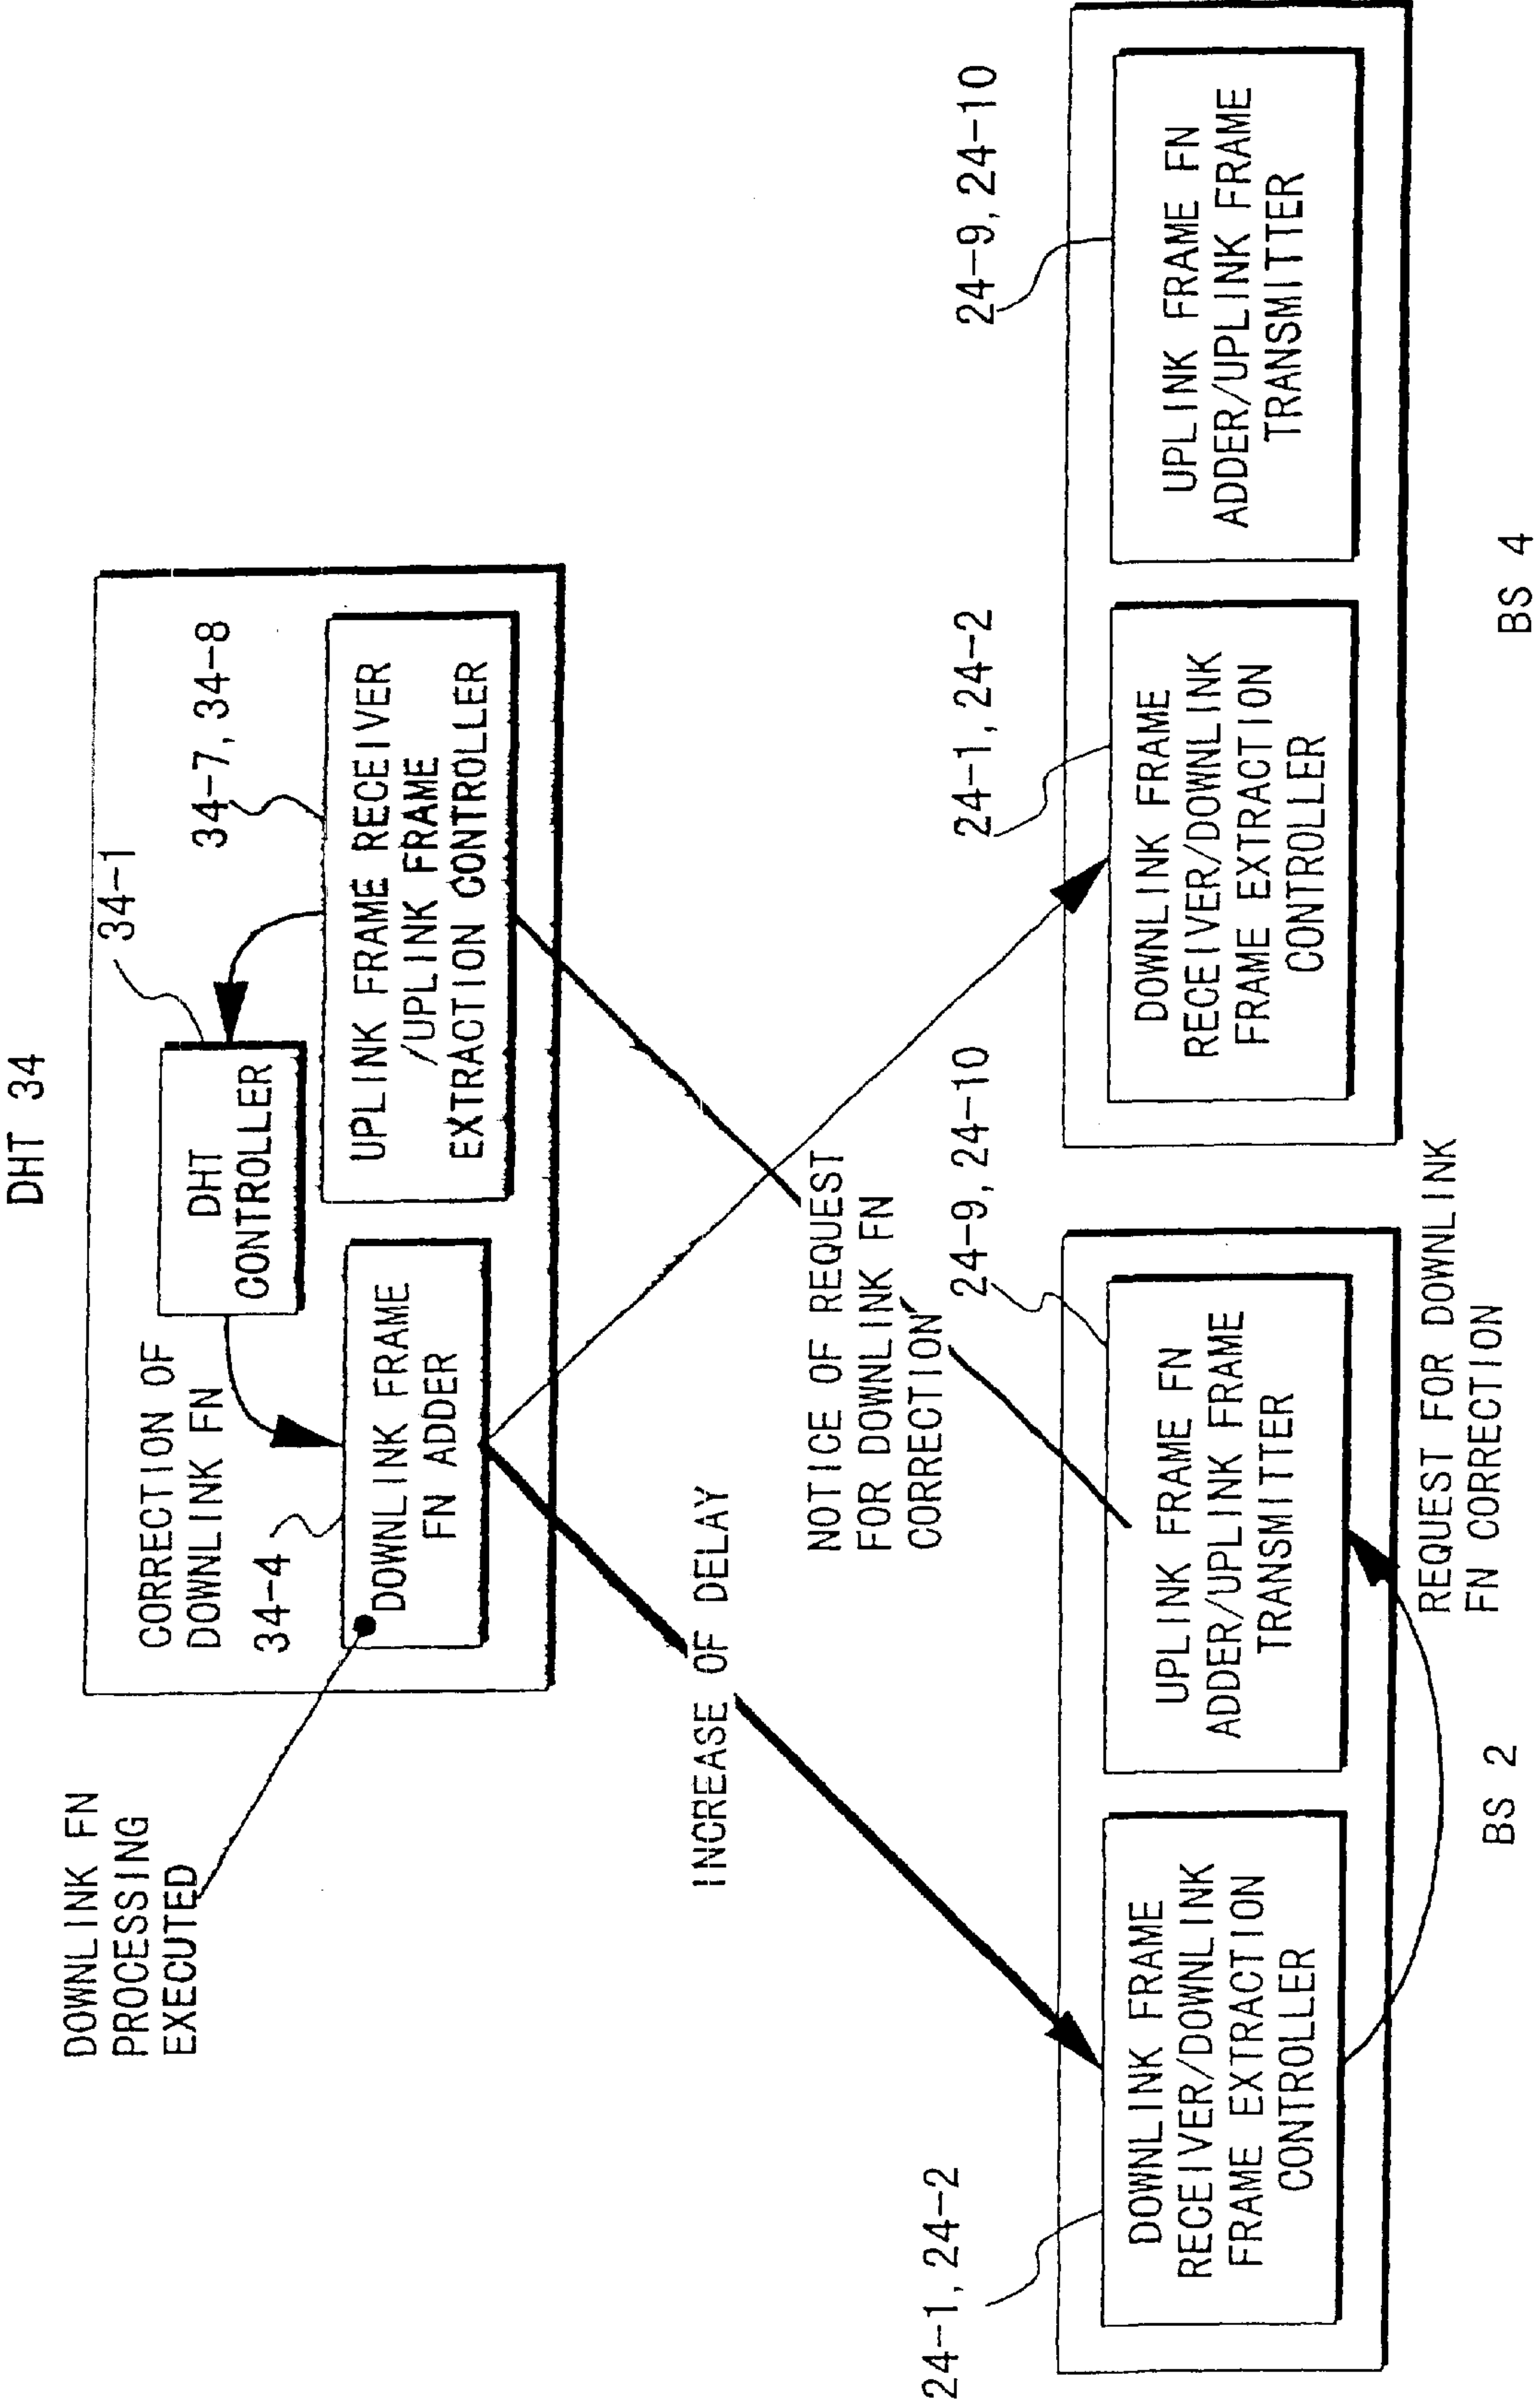 DHT 34
DOWNLINK FN
PROCESSING
EXECUTED
CORRECTION OF
DOWNLINK FN
34-4
DHT
CONTROLLER
34-1
34-7, 34-8
DOWNLINK FRAME
FN ADDER
UPLINK FRAME RECEIVER
/UPLINK FRAME
EXTRACTION CONTROLLER
INCREASE OF DELAY
NOTICE OF REQUEST
FOR DOWNLINK FN
CORRECTION
24-1, 24-2
24-9, 24-10
24-1, 24-2
24-9, 24-10
DOWNLINK FRAME
RECEIVER/DOWNLINK
FRAME EXTRACTION
CONTROLLER
UPLINK FRAME FN
ADDER/UPLINK FRAME
TRANSMITTER
DOWNLINK FRAME
RECEIVER/DOWNLINK
FRAME EXTRACTION
CONTROLLER
UPLINK FRAME FN
ADDER/UPLINK FRAME
TRANSMITTER
REQUEST FOR DOWNLINK
FN CORRECTION
BS 2
BS 4